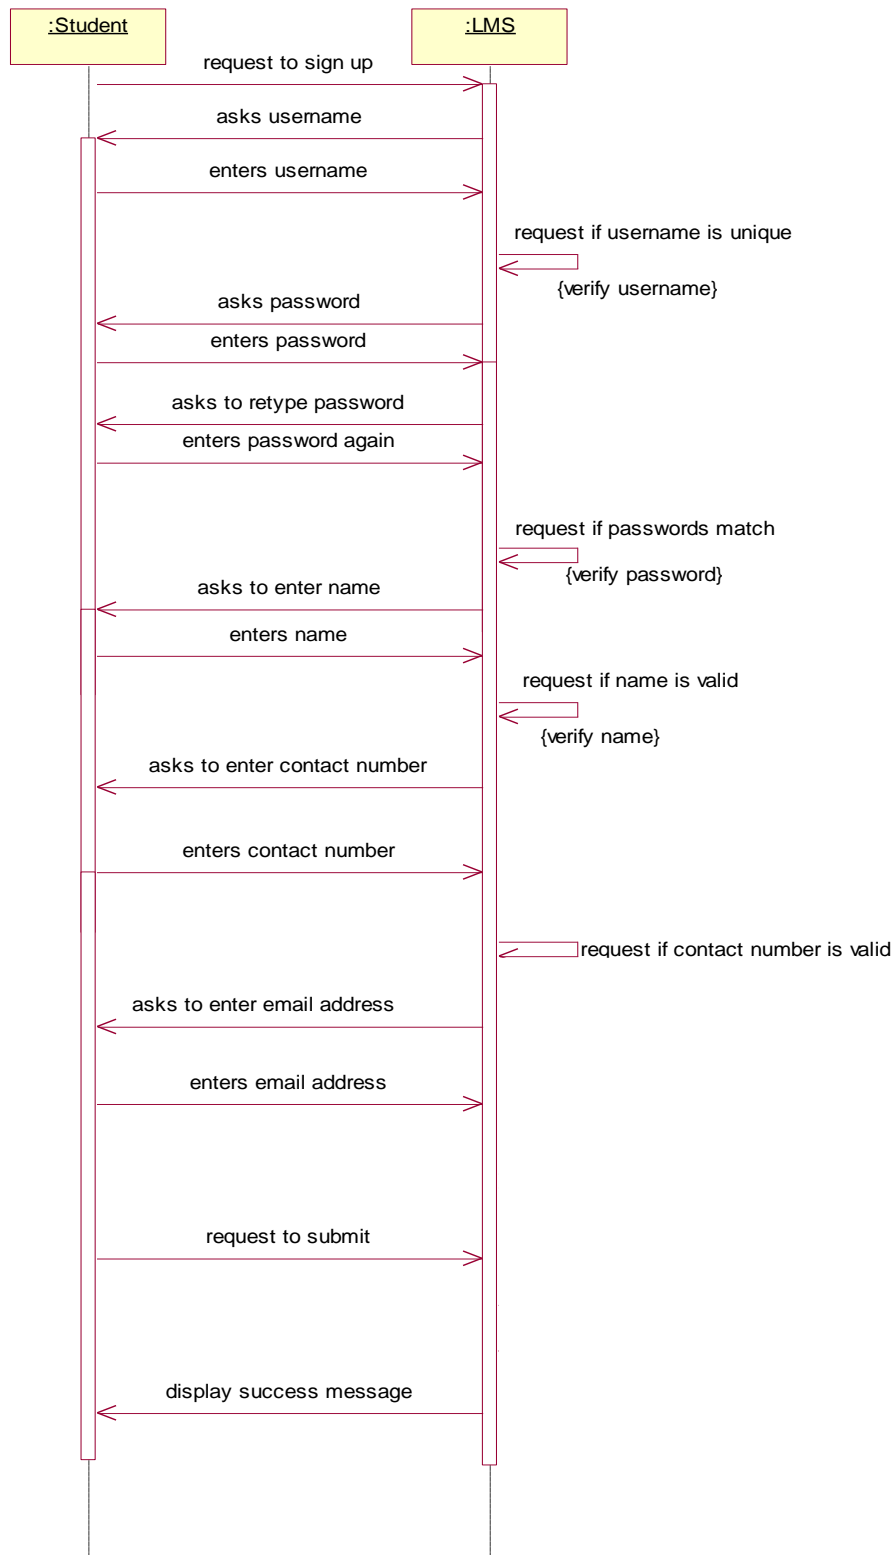 :Student
:LMS
request to sign up
asks username
enters username
request if username is unique
{verify username}
asks password
enters password
asks to retype password
enters password again
request if passwords match
{verify password}
asks to enter name
enters name
request if name is valid
{verify name}
asks to enter contact number
enters contact number
request if contact number is valid
asks to enter email address
enters email address
request to submit
display success message